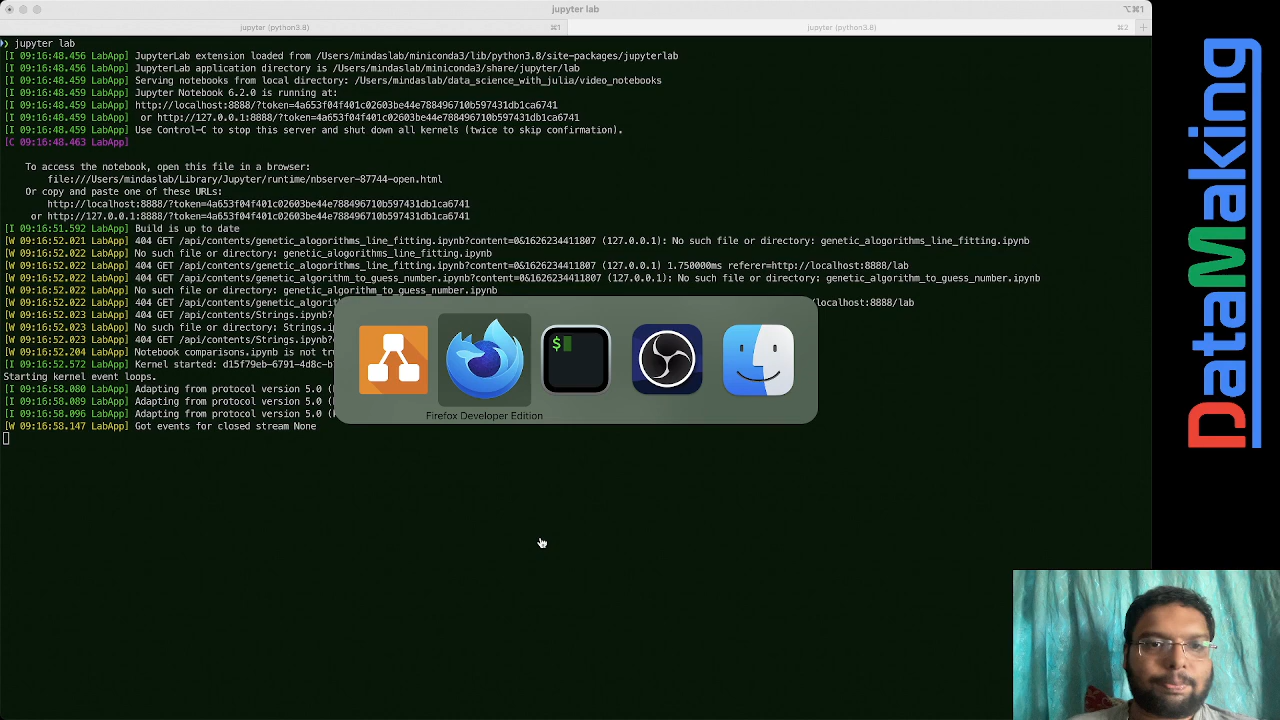 jupyter lab
⌥⌘1
jupyter (python3.8)
⌘1
jupyter (python3.8)
⌘2
❯ jupyter lab
[I 09:16:48.456 LabApp] JupyterLab extension loaded from /Users/mindaslab/miniconda3/lib/python3.8/site-packages/jupyterlab
[I 09:16:48.456 LabApp] JupyterLab application directory is /Users/mindaslab/miniconda3/share/jupyter/lab
[I 09:16:48.459 LabApp] Serving notebooks from local directory: /Users/mindaslab/data_science_with_julia/video_notebooks
[I 09:16:48.459 LabApp] Jupyter Notebook 6.2.0 is running at:
[I 09:16:48.459 LabApp] http://localhost:8888/?token=4a653f04f401c02603be44e788496710b597431db1ca6741
[I 09:16:48.459 LabApp]  or http://127.0.0.1:8888/?token=4a653f04f401c02603be44e788496710b597431db1ca6741
[I 09:16:48.459 LabApp] Use Control-C to stop this server and shut down all kernels (twice to skip confirmation).
[C 09:16:48.463 LabApp]
To access the notebook, open this file in a browser:
file:///Users/mindaslab/Library/Jupyter/runtime/nbserver-87744-open.html
Or copy and paste one of these URLs:
http://localhost:8888/?token=4a653f04f401c02603be44e788496710b597431db1ca6741
or http://127.0.0.1:8888/?token=4a653f04f401c02603be44e788496710b597431db1ca6741
[I 09:16:51.592 LabApp] Build is up to date
[W 09:16:52.021 LabApp] 404 GET /api/contents/genetic_alogorithms_line_fitting.ipynb?content=0&1626234411807 (127.0.0.1): No such file or directory: genetic_alogorithms_line_fitting.ipynb
[W 09:16:52.022 LabApp] No such file or directory: genetic_alogorithms_line_fitting.ipynb
[W 09:16:52.022 LabApp] 404 GET /api/contents/genetic_alogorithms_line_fitting.ipynb?content=0&1626234411807 (127.0.0.1) 1.750000ms referer=http://localhost:8888/lab
[W 09:16:52.022 LabApp] 404 GET /api/contents/genetic_algorithm_to_guess_number.ipynb?content=0&1626234411807 (127.0.0.1): No such file or directory: genetic_algorithm_to_guess_number.ipynb
[W 09:16:52.022 LabApp] No such file or directory: genetic_algorithm_to_guess_number.ipynb
[W 09:16:52.022 LabApp] 404 GET /api/contents/genetic_algorit /localhost:8888/lab
[W 09:16:52.023 LabApp] 404 GET /api/contents/Strings.ipynb?
[W 09:16:52.023 LabApp] No such file or directory: Strings.i
[W 09:16:52.023 LabApp] 404 GET /api/contents/Strings.ipynb?
[W 09:16:52.204 LabApp] Notebook comparisons.ipynb is not tru
[I 09:16:52.572 LabApp] Kernel started: d15f79eb-6791-4d8c-b
Starting kernel event loops.
[I 09:16:58.080 LabApp] Adapting from protocol version 5.0 (
[I 09:16:58.089 LabApp] Adapting from protocol version 5.0 (
[I 09:16:58.096 LabApp] Adapting from protocol version 5.0 (
[W 09:16:58.147 LabApp] Got events for closed stream None
$
Firefox Developer Edition
DataMaking